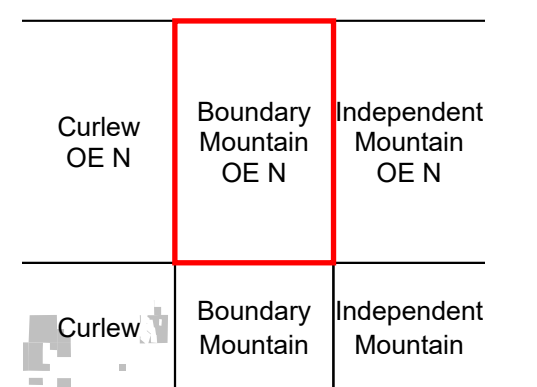 Curlew
OE N
Boundary
Mountain
OE N
Independent
Mountain
OE N
Curlew
Boundary
Mountain
Independent
Mountain